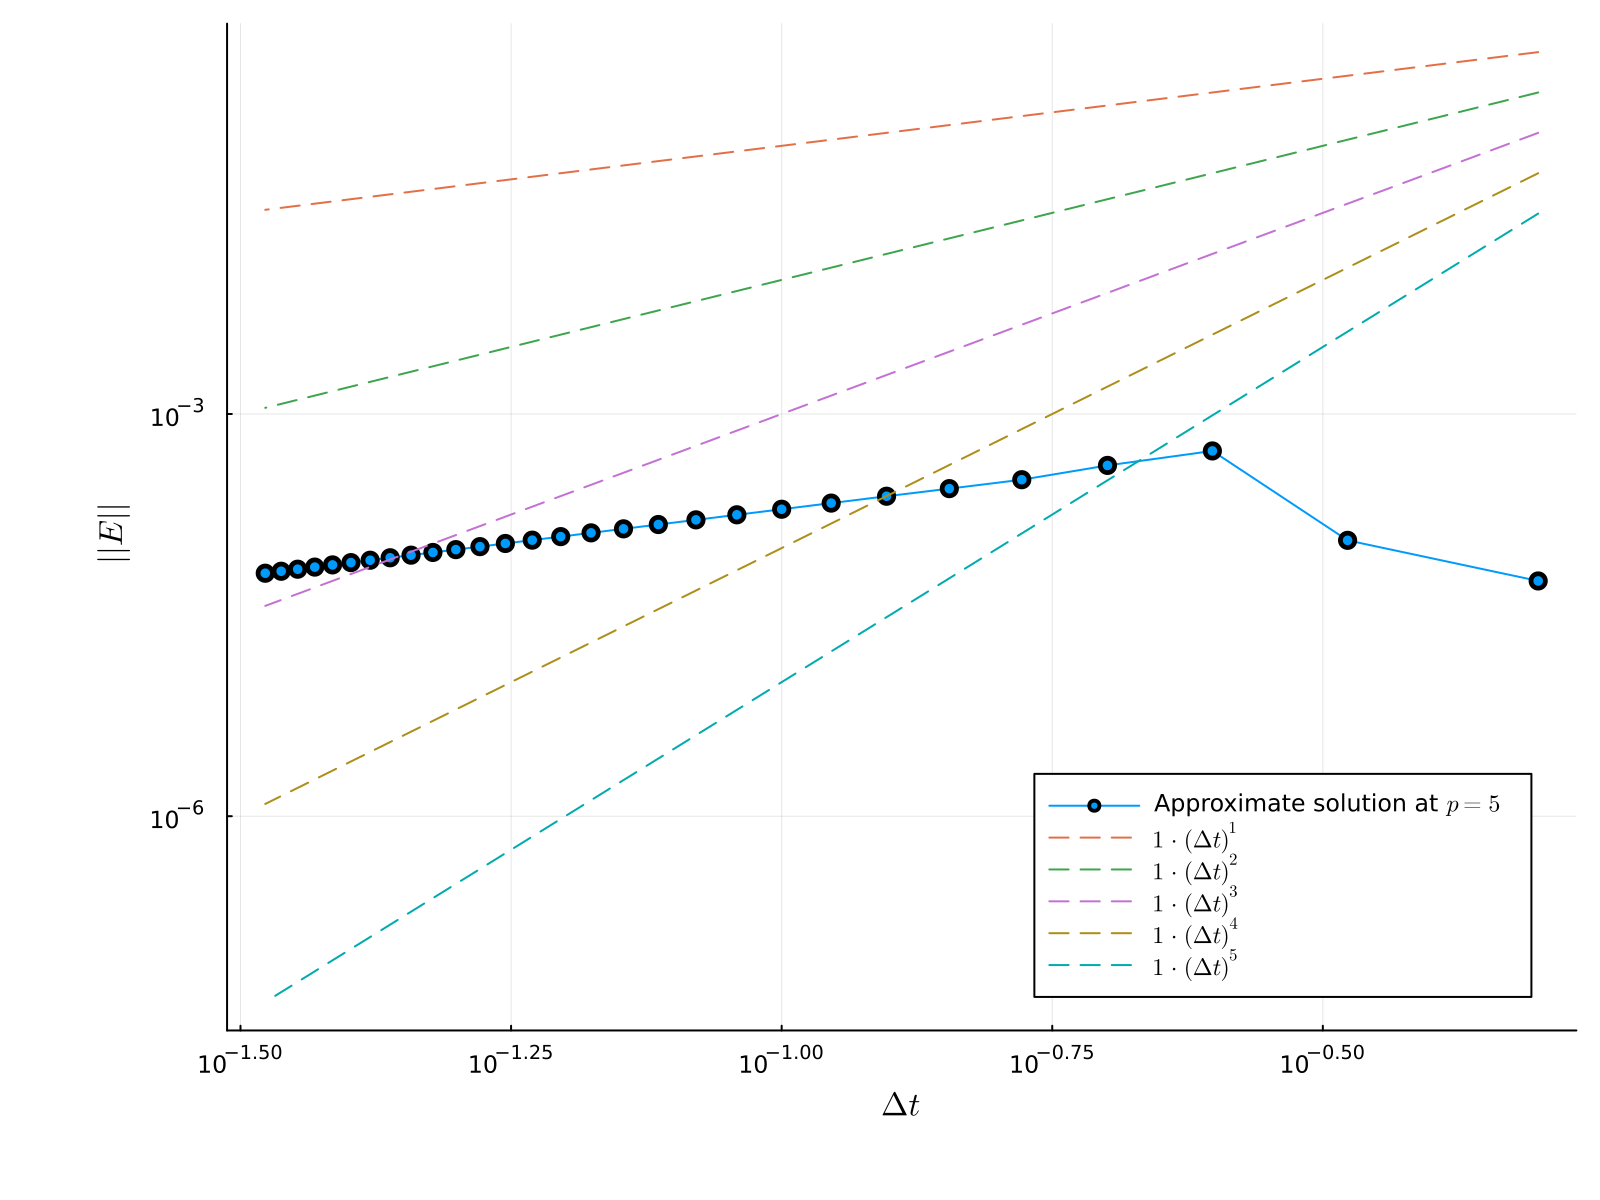 ||E||
10⁻³
10⁻⁶
10⁻¹·⁵⁰
10⁻¹·²⁵
10⁻¹·⁰⁰
10⁻⁰·⁷⁵
10⁻⁰·⁵⁰
Δt
Approximate solution at p = 5
1 · (Δt)¹
1 · (Δt)²
1 · (Δt)³
1 · (Δt)⁴
1 · (Δt)⁵